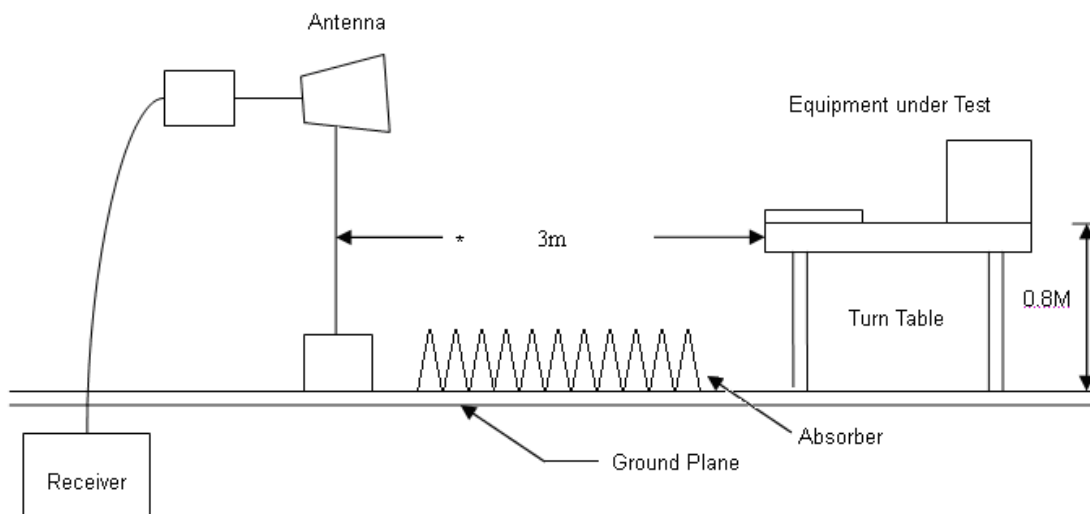 Antenna
Equipment under Test
* 3m
0.8M
Turn Table
Absorber
Ground Plane
Receiver